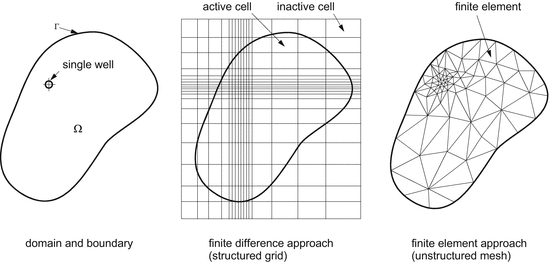 Γ
single well
Ω
domain and boundary
active cell
inactive cell
finite difference approach
(structured grid)
finite element
finite element approach
(unstructured mesh)